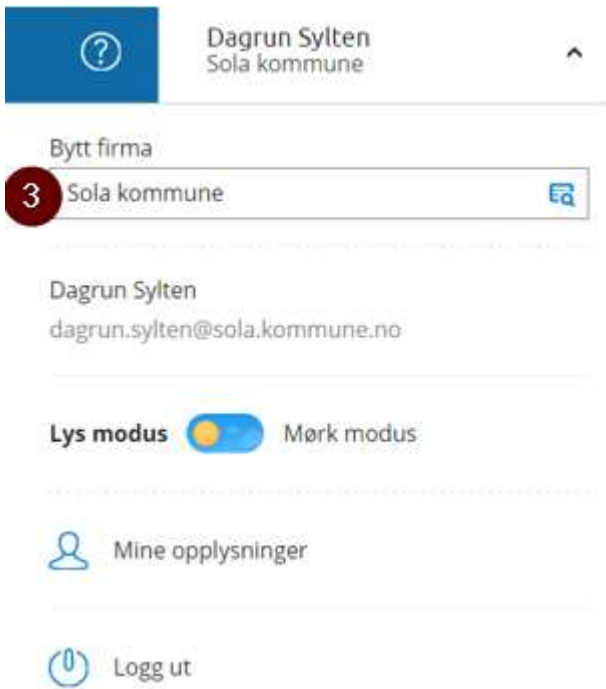 Dagrun Sylten
Sola kommune
Bytt firma
3 Sola kommune
Dagrun Sylten
dagrun.sylten@sola.kommune.no
Lys modus Mørk modus
Mine opplysninger
Logg ut